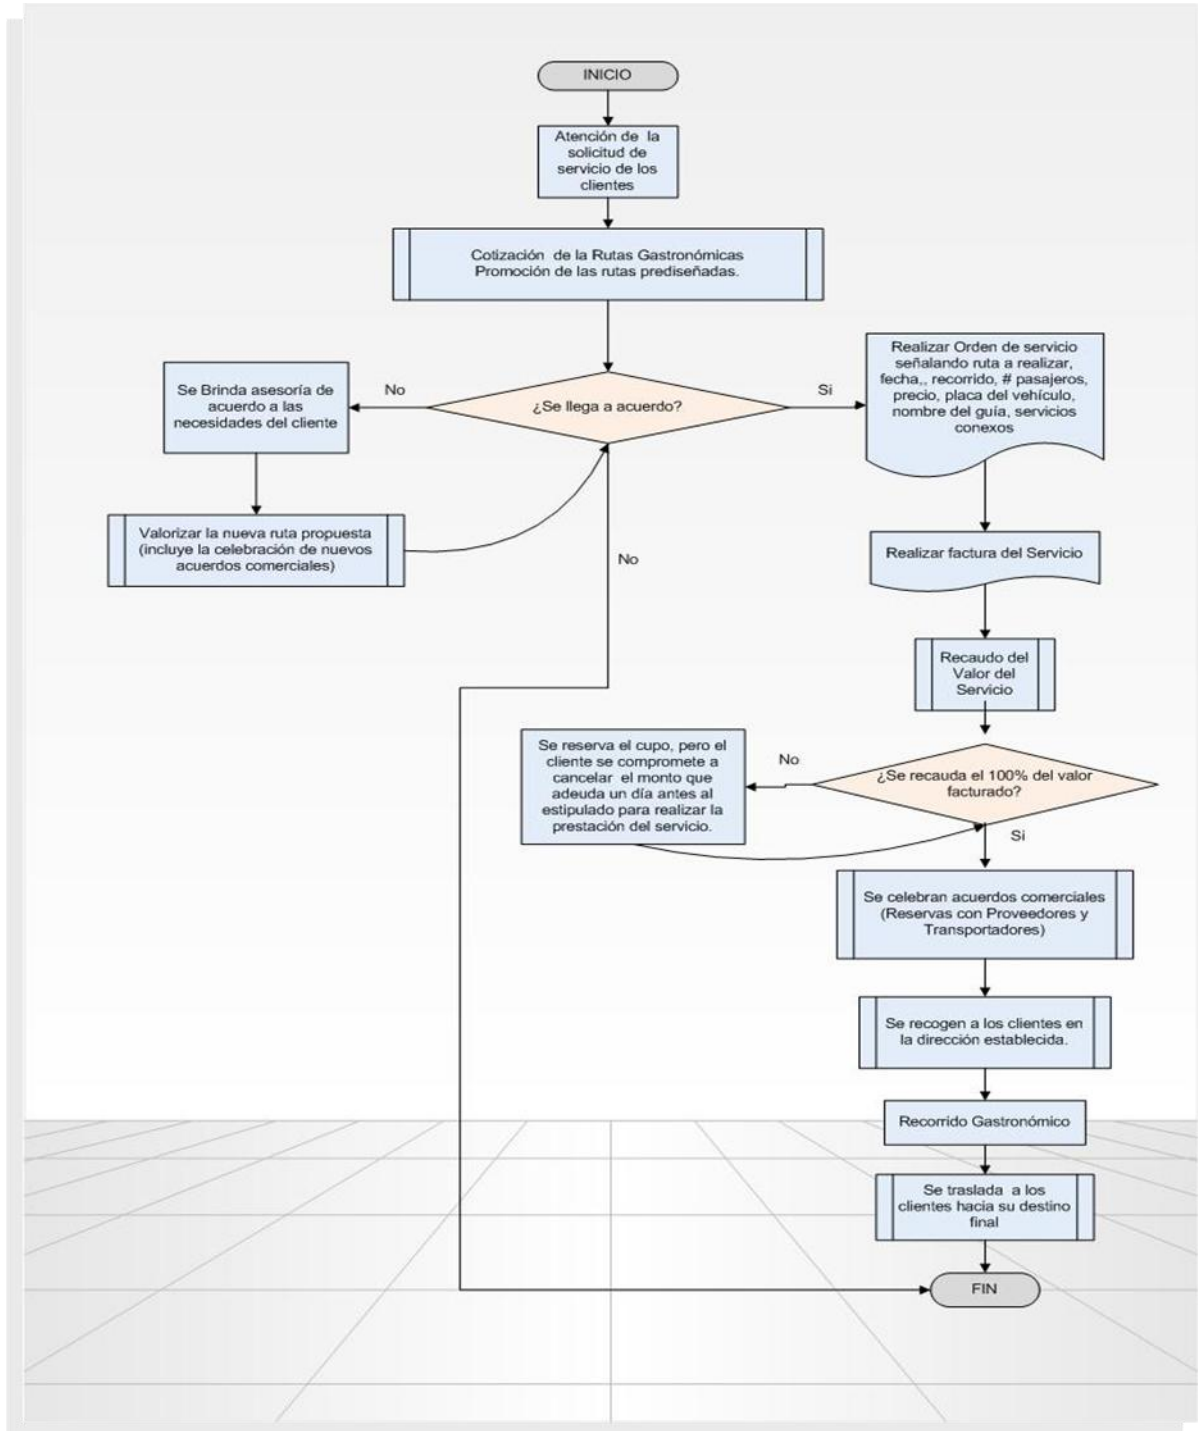 INICIO
Atención de la
solicitud de
servicio de los
clientes
Cotización de la Rutas Gastronómicas
Promoción de las rutas prediseñadas.
Se Brinda asesoría de
acuerdo a las
necesidades del cliente
No
¿Se llega a acuerdo?
Si
Realizar Orden de servicio
señalando ruta a realizar,
fecha,, recorrido, # pasajeros,
precio, placa del vehículo,
nombre del guía, servicios
conexos
Valorizar la nueva ruta propuesta
(incluye la celebración de nuevos
acuerdos comerciales)
No
Realizar factura del Servicio
Recaudo del
Valor del
Servicio
Se reserva el cupo, pero el
cliente se compromete a
cancelar el monto que
adeuda un día antes al
estipulado para realizar la
prestación del servicio.
No
¿Se recauda el 100% del valor
facturado?
Si
Se celebran acuerdos comerciales
(Reservas con Proveedores y
Transportadores)
Se recogen a los clientes en
la dirección establecida.
Recorrido Gastronómico
Se traslada a los
clientes hacia su destino
final
FIN